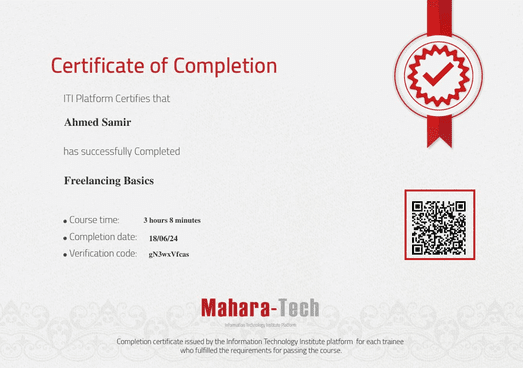 Certificate of Completion
ITI Platform Certifies that
Ahmed Samir
has successfully Completed
Freelancing Basics
• Course time: 3 hours 8 minutes
• Completion date: 18/06/24
• Verification code: gN3wxVfcas
Mahara-Tech
Information Technology Institute Platform
Completion certificate issued by the Information Technology Institute platform for each trainee
who fulfilled the requirements for passing the course.